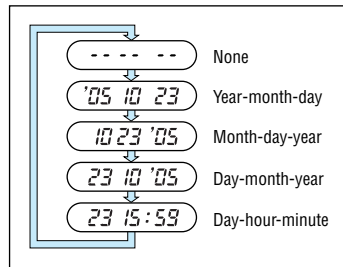 - - - - - - None
'05 10 23 Year-month-day
10 23 '05 Month-day-year
23 10 '05 Day-month-year
23 15:59 Day-hour-minute